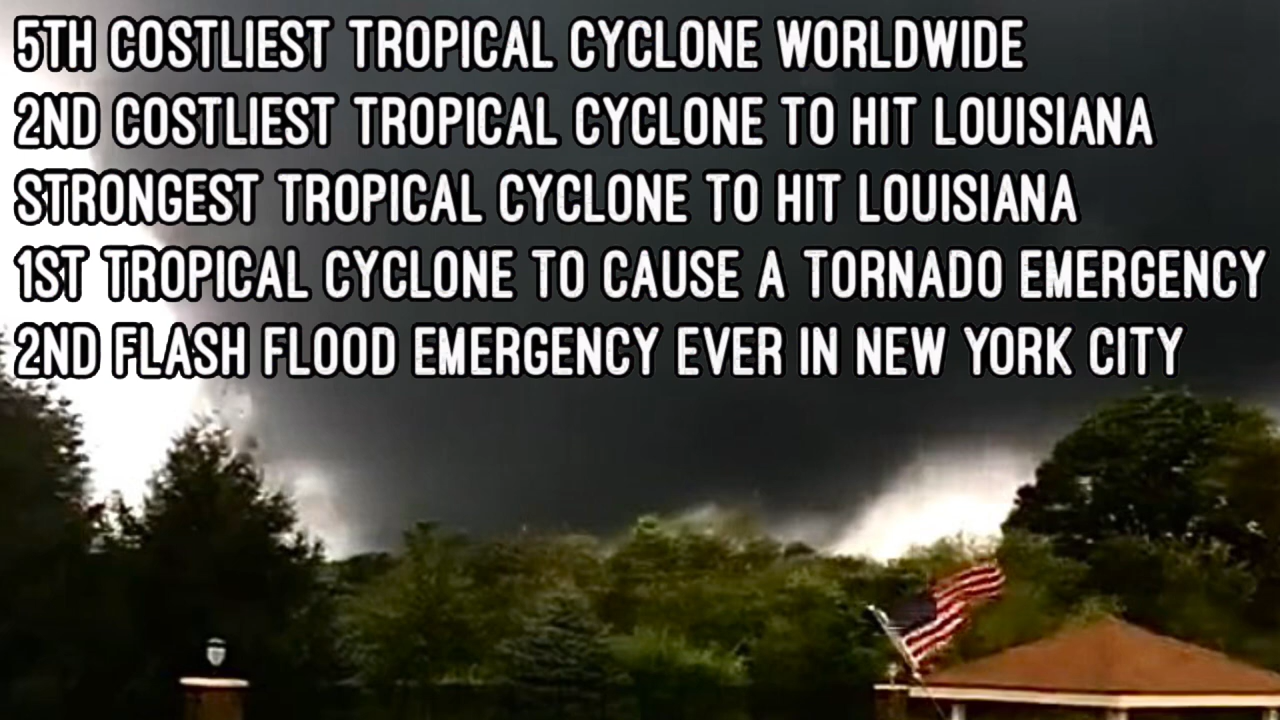 5TH COSTLIEST TROPICAL CYCLONE WORLDWIDE
2ND COSTLIEST TROPICAL CYCLONE TO HIT LOUISIANA
STRONGEST TROPICAL CYCLONE TO HIT LOUISIANA
1ST TROPICAL CYCLONE TO CAUSE A TORNADO EMERGENCY
2ND FLASH FLOOD EMERGENCY EVER IN NEW YORK CITY